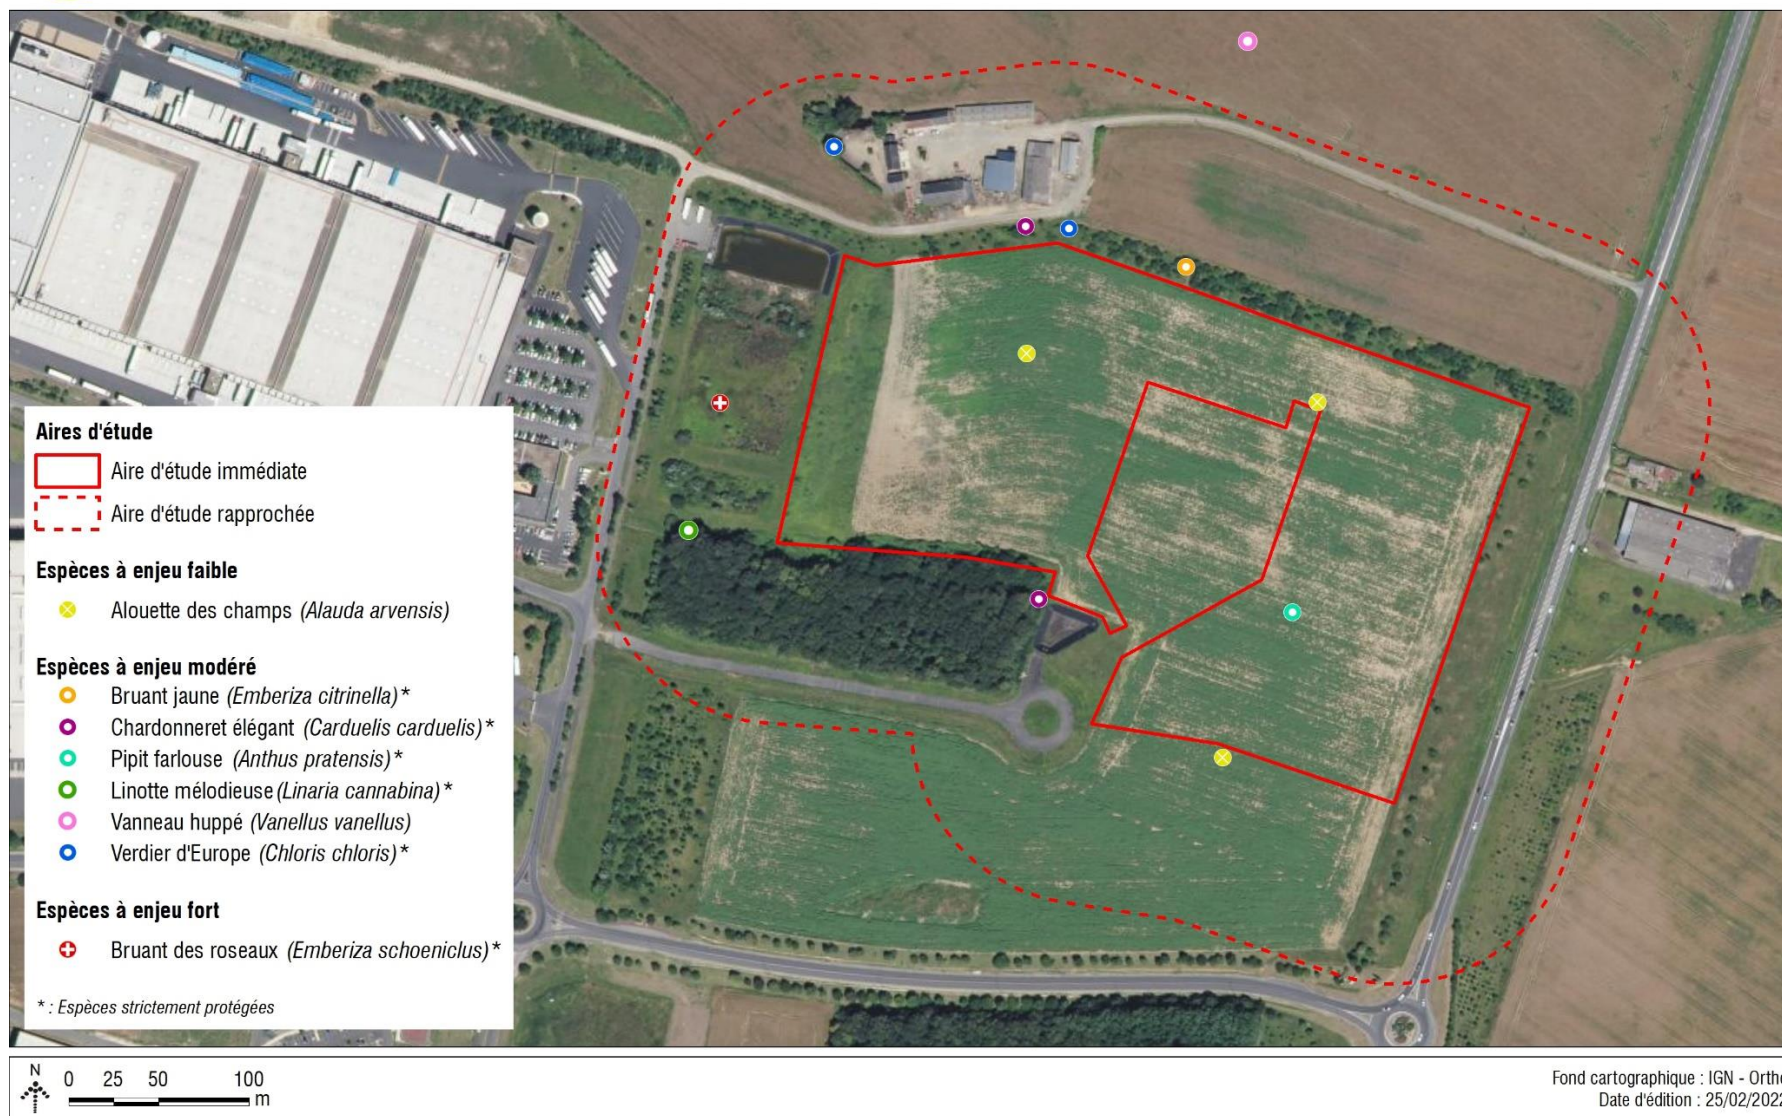 Aires d'étude
Aire d'étude immédiate
Aire d'étude rapprochée
Espèces à enjeu faible
Alouette des champs (Alauda arvensis)
Espèces à enjeu modéré
Bruant jaune (Emberiza citrinella)*
Chardonneret élégant (Carduelis carduelis)*
Pipit farlouse (Anthus pratensis)*
Linotte mélodieuse (Linaria cannabina)*
Vanneau huppé (Vanellus vanellus)
Verdier d'Europe (Chloris chloris)*
Espèces à enjeu fort
Bruant des roseaux (Emberiza schoeniclus)*
* : Espèces strictement protégées
N
0 25 50 100
m
Fond cartographique : IGN - Ortho
Date d'édition : 25/02/2022